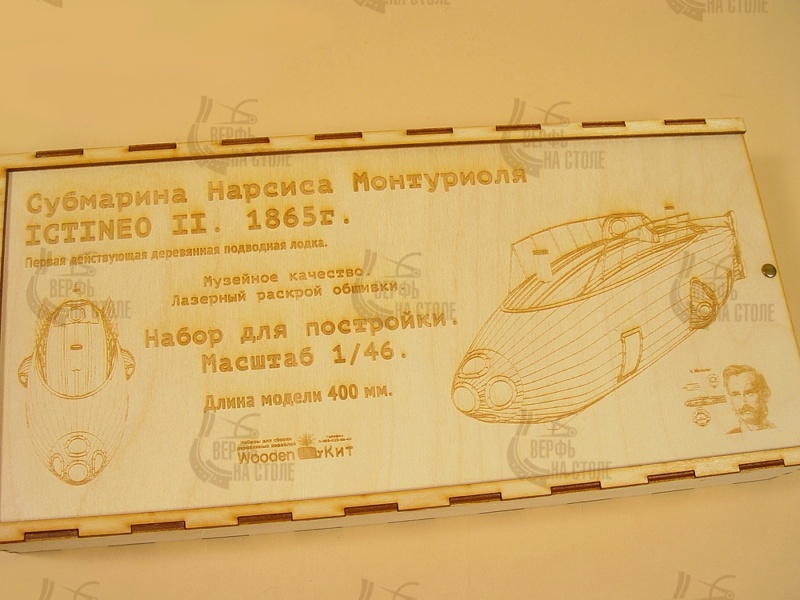 Субмарина Нарсиса Монтуриоля
ICTINEO II. 1865г.
Первая действующая деревянная подводная лодка.
Музейное качество.
Лазерный раскрой обшивки.
Набор для постройки.
Масштаб 1/46.
Длина модели 400 мм.
Wooden Кит
ВЕРФЬ
НА СТОЛЕ